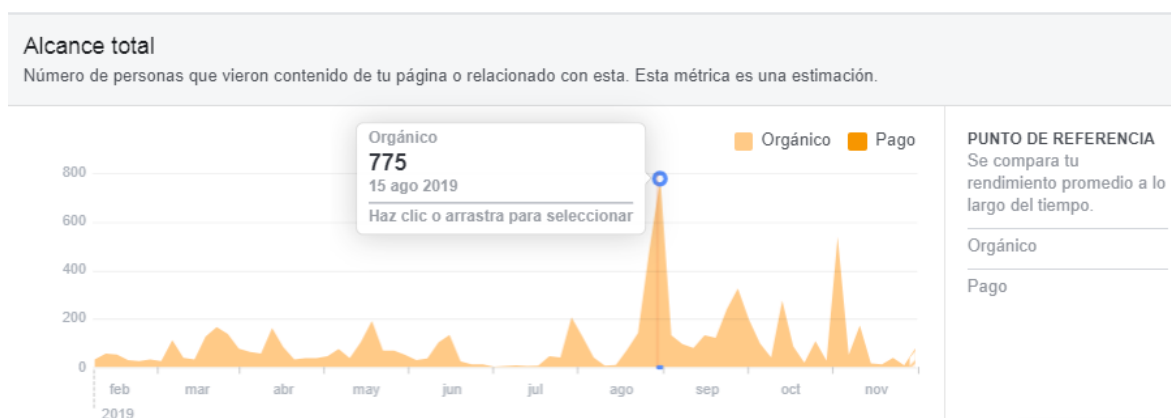 Alcance total
Número de personas que vieron contenido de tu página o relacionado con esta. Esta métrica es una estimación.
Orgánico
775
15 ago 2019
Haz clic o arrastra para seleccionar
Orgánico Pago
800
600
400
200
0
feb mar abr may jun jul ago sep oct nov
2019
PUNTO DE REFERENCIA
Se compara tu
rendimiento promedio a lo
largo del tiempo.
Orgánico
Pago